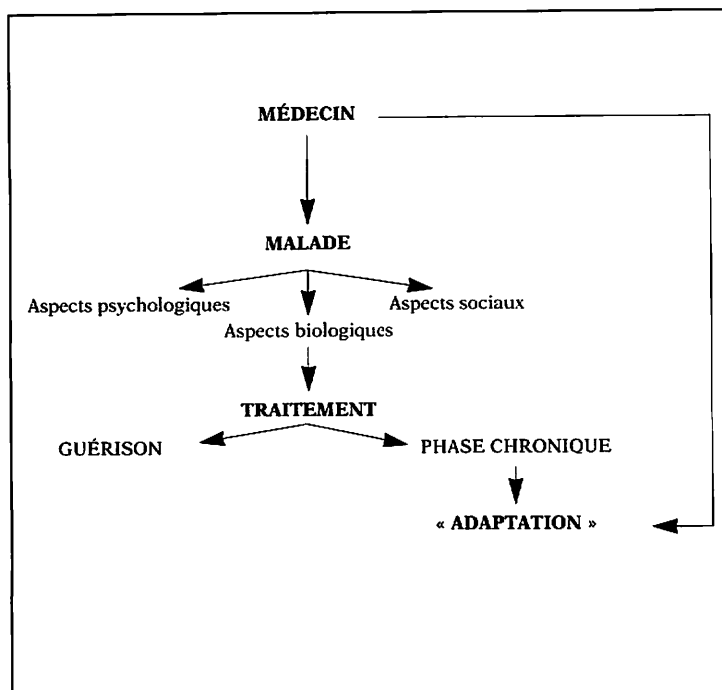 MÉDECIN
MALADE
Aspects psychologiques
Aspects sociaux
Aspects biologiques
TRAITEMENT
GUÉRISON
PHASE CHRONIQUE
« ADAPTATION »